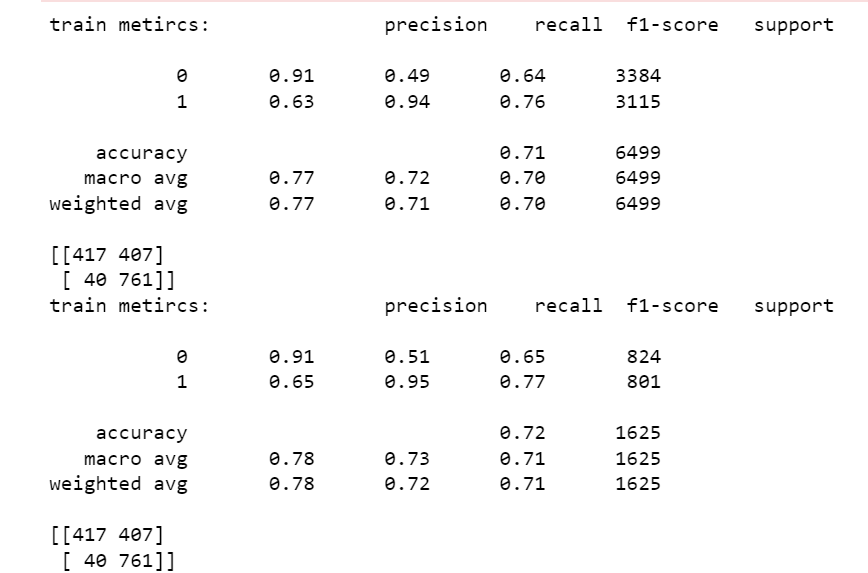 train metircs:               precision    recall  f1-score   support

           0       0.91      0.49      0.64      3384
           1       0.63      0.94      0.76      3115

    accuracy                           0.71      6499
   macro avg       0.77      0.72      0.70      6499
weighted avg       0.77      0.71      0.70      6499

[[417 407]
 [ 40 761]]
train metircs:               precision    recall  f1-score   support

           0       0.91      0.51      0.65       824
           1       0.65      0.95      0.77       801

    accuracy                           0.72      1625
   macro avg       0.78      0.73      0.71      1625
weighted avg       0.78      0.72      0.71      1625

[[417 407]
 [ 40 761]]